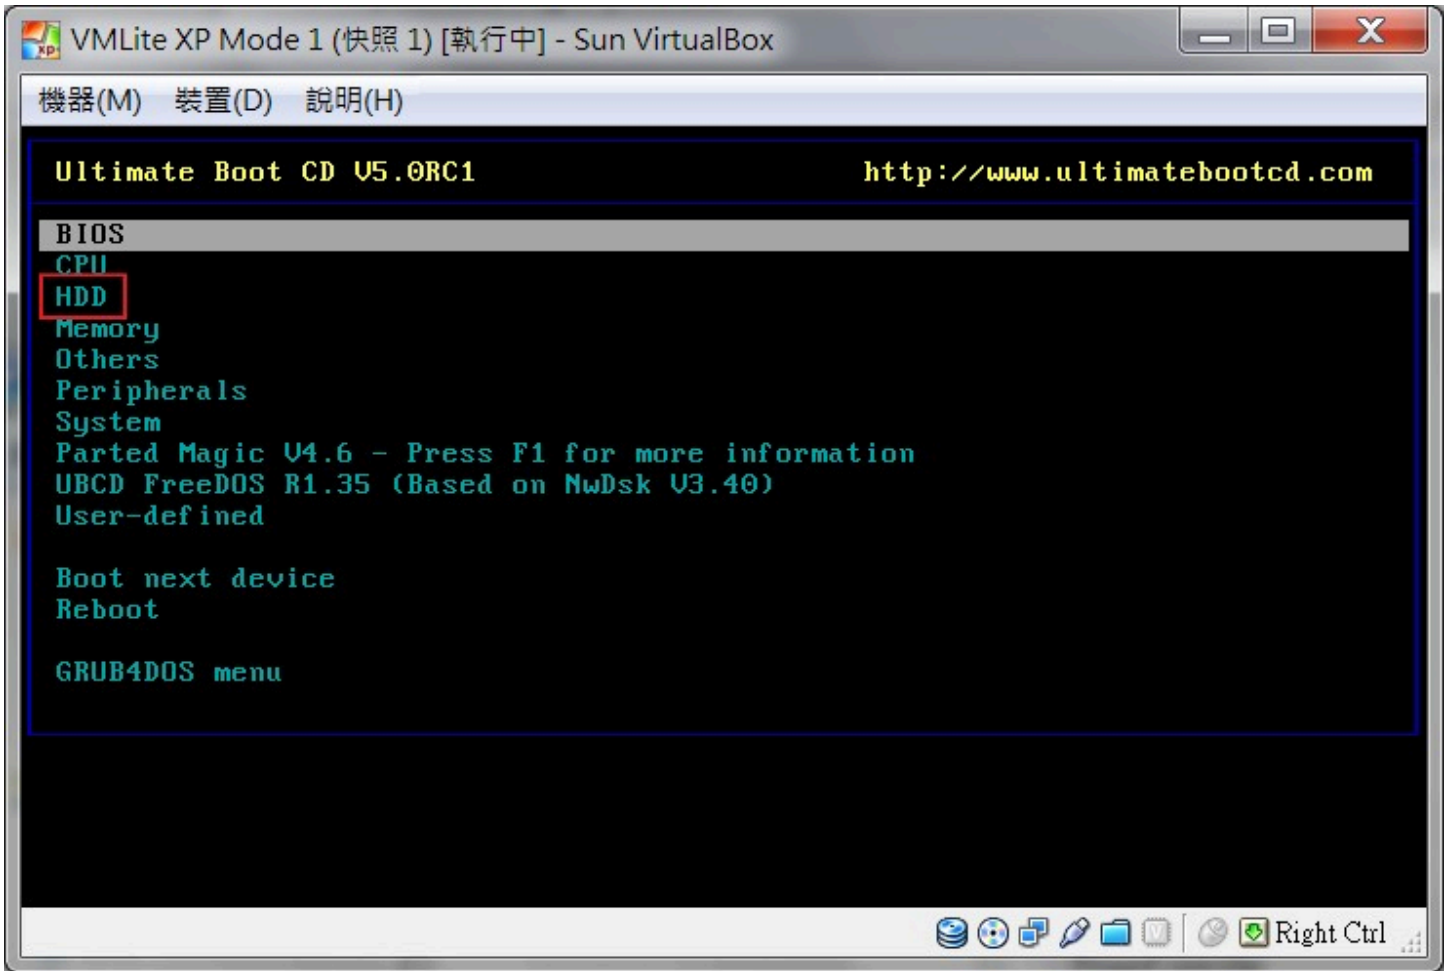 VMLite XP Mode 1 (快照 1) [執行中] - Sun VirtualBox
機器(M) 裝置(D) 說明(H)
Ultimate Boot CD V5.0RC1 http://www.ultimatebootcd.com
BIOS
CPU
HDD
Memory
Others
Peripherals
System
Parted Magic V4.6 - Press F1 for more information
UBCD FreeDOS R1.35 (Based on NwDsk V3.40)
User-defined
Boot next device
Reboot
GRUB4DOS menu
Right Ctrl